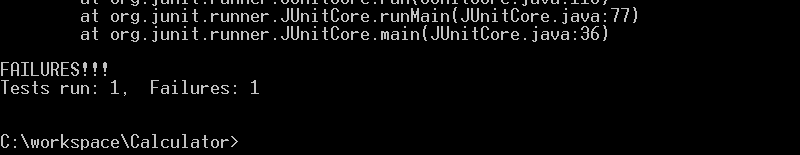 at org.junit.runner.JUnitCore.run(JUnitCore.java:110)
at org.junit.runner.JUnitCore.runMain(JUnitCore.java:77)
at org.junit.runner.JUnitCore.main(JUnitCore.java:36)
FAILURES!!!
Tests run: 1,  Failures: 1
C:\workspace\Calculator>